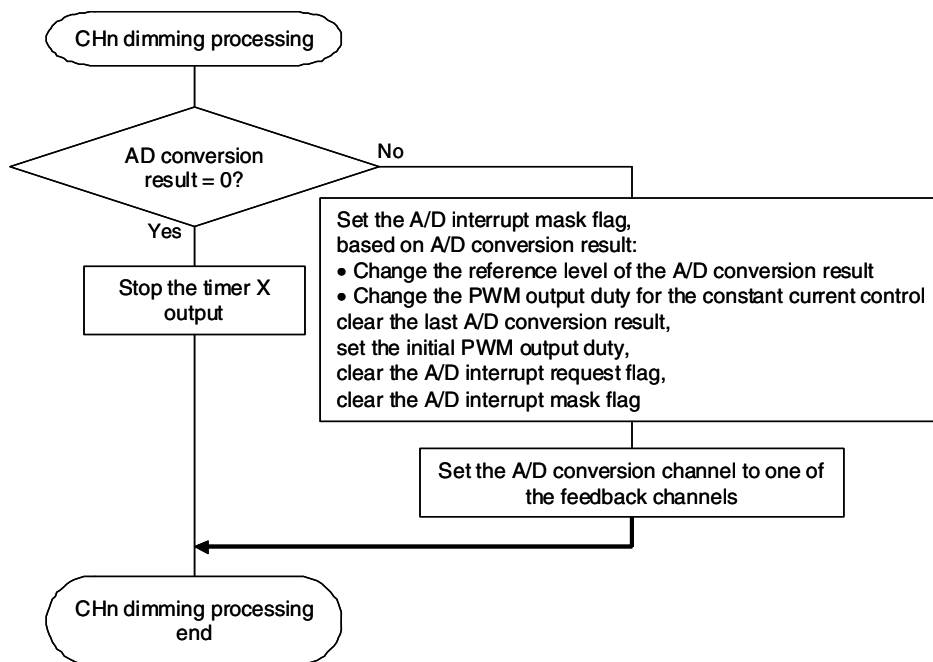 CHn dimming processing
AD conversion
result = 0?
No
Yes
Stop the timer X
output
Set the A/D interrupt mask flag,
based on A/D conversion result:
• Change the reference level of the A/D conversion result
• Change the PWM output duty for the constant current control
clear the last A/D conversion result,
set the initial PWM output duty,
clear the A/D interrupt request flag,
clear the A/D interrupt mask flag
Set the A/D conversion channel to one of
the feedback channels
CHn dimming processing
end